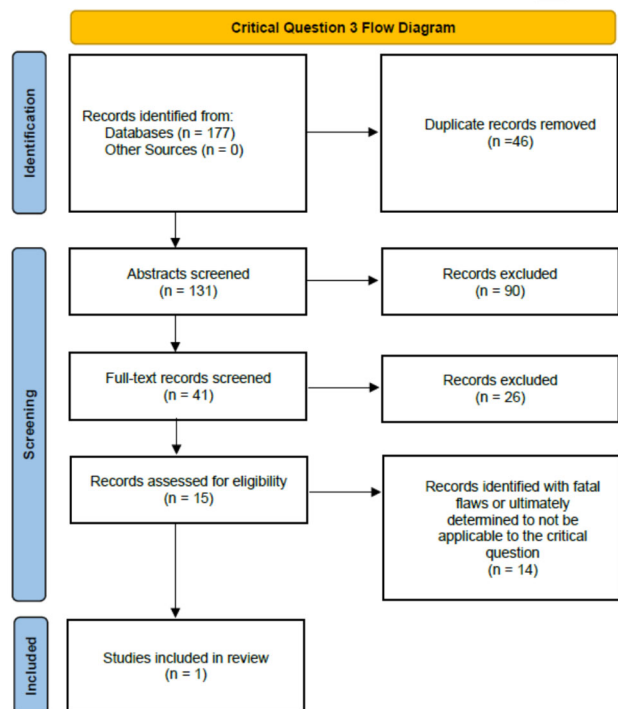 Critical Question 3 Flow Diagram
Identification
Records identified from:
Databases (n = 177)
Other Sources (n = 0)
Duplicate records removed
(n =46)
Screening
Abstracts screened
(n = 131)
Records excluded
(n = 90)
Full-text records screened
(n = 41)
Records excluded
(n = 26)
Records assessed for eligibility
(n = 15)
Records identified with fatal
flaws or ultimately
determined to not be
applicable to the critical
question
(n = 14)
Included
Studies included in review
(n = 1)